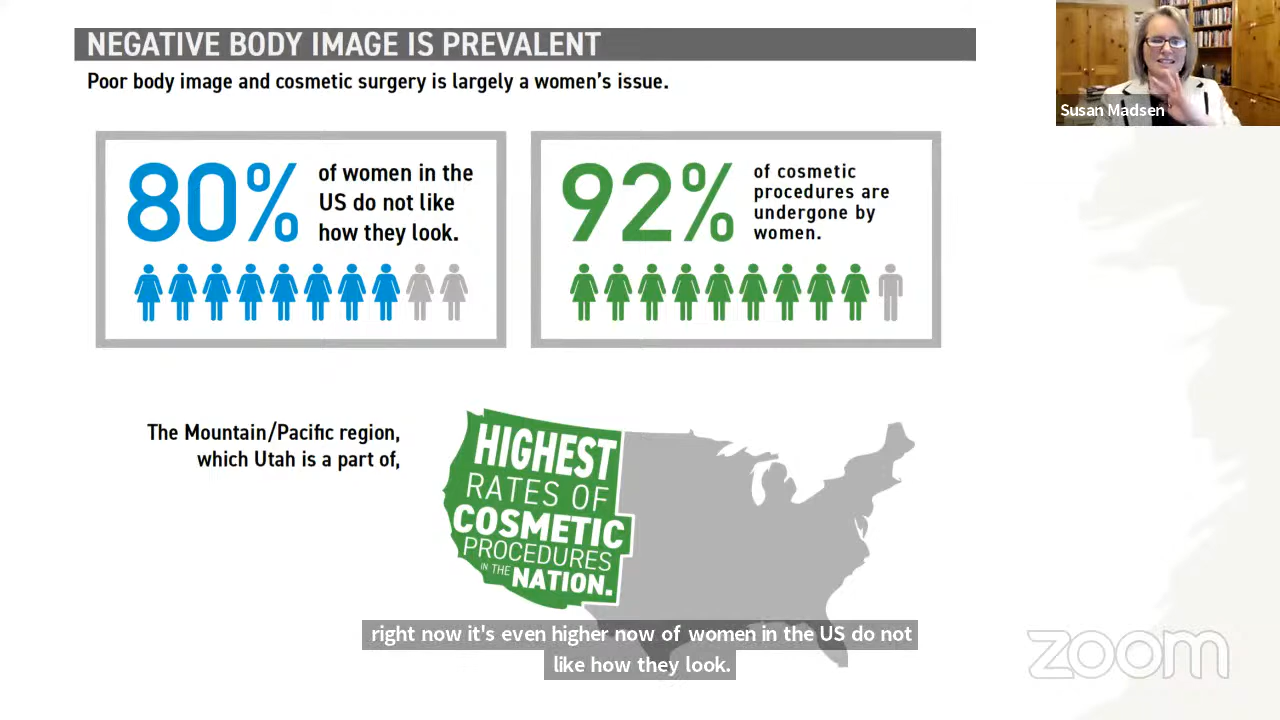 NEGATIVE BODY IMAGE IS PREVALENT
Poor body image and cosmetic surgery is largely a women's issue.
Susan Madsen
80%
of women in the
US do not like
how they look.
92%
of cosmetic
procedures are
undergone by
women.
The Mountain/Pacific region,
which Utah is a part of,
HIGHEST
RATES OF
COSMETIC
PROCEDURES
IN THE NATION.
right now it's even higher now of women in the US do not
like how they look.
zoom